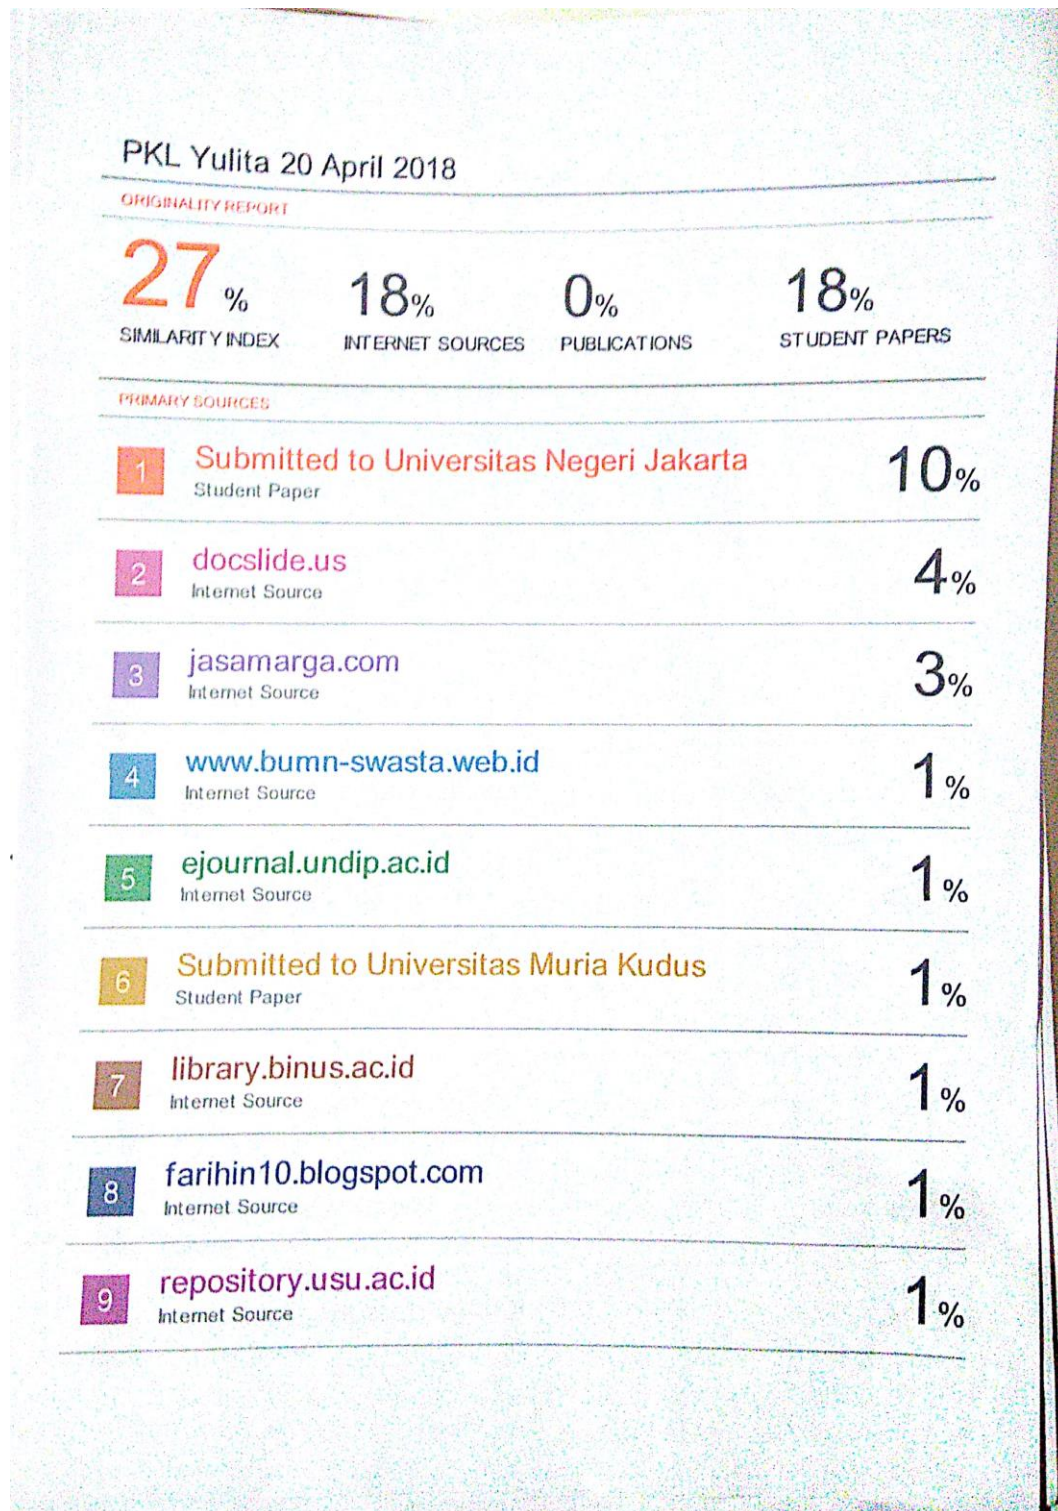 PKL Yulita 20 April 2018
ORIGINALITY REPORT
27% 18% 0% 18%
SIMILARITY INDEX INTERNET SOURCES PUBLICATIONS STUDENT PAPERS
PRIMARY SOURCES
1 Submitted to Universitas Negeri Jakarta 10%
Student Paper
2 docslide.us 4%
Internet Source
3 jasamarga.com 3%
Internet Source
4 www.bumn-swasta.web.id 1%
Internet Source
5 ejournal.undip.ac.id 1%
Internet Source
6 Submitted to Universitas Muria Kudus 1%
Student Paper
7 library.binus.ac.id 1%
Internet Source
8 farihin10.blogspot.com 1%
Internet Source
9 repository.usu.ac.id 1%
Internet Source